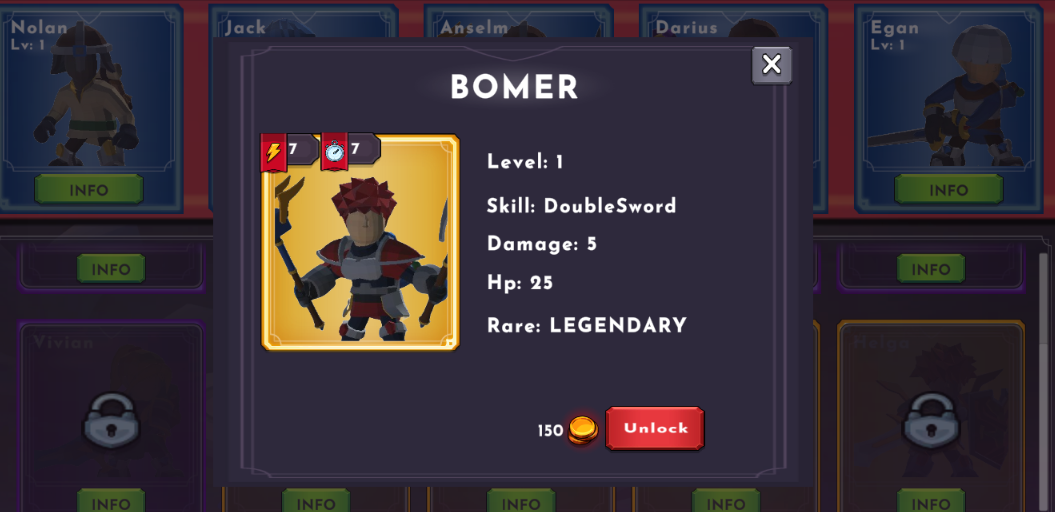 Nolan
Lv: 1
Jack
Anselm
Darius
Egan
Lv: 1
BOMER
7
7
Level: 1
Skill: DoubleSword
Damage: 5
Hp: 25
Rare: LEGENDARY
150
Unlock
INFO
INFO
INFO
INFO
Vivian
INFO
INFO
INFO
INFO
INFO